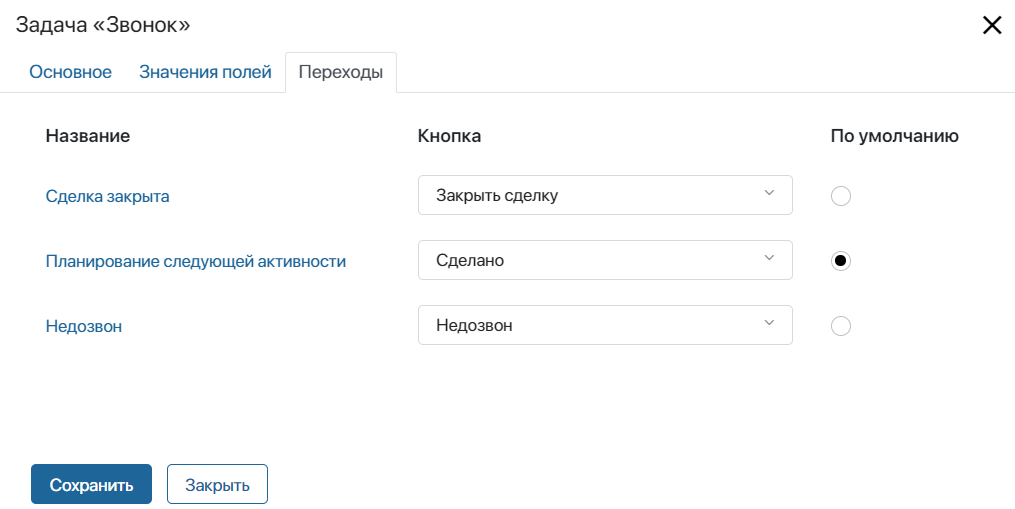 Задача «Звонок»
Основное Значения полей Переходы
Название Кнопка По умолчанию
Сделка закрыта Закрыть сделку
Планирование следующей активности Сделано
Недозвон Недозвон
Сохранить Закрыть